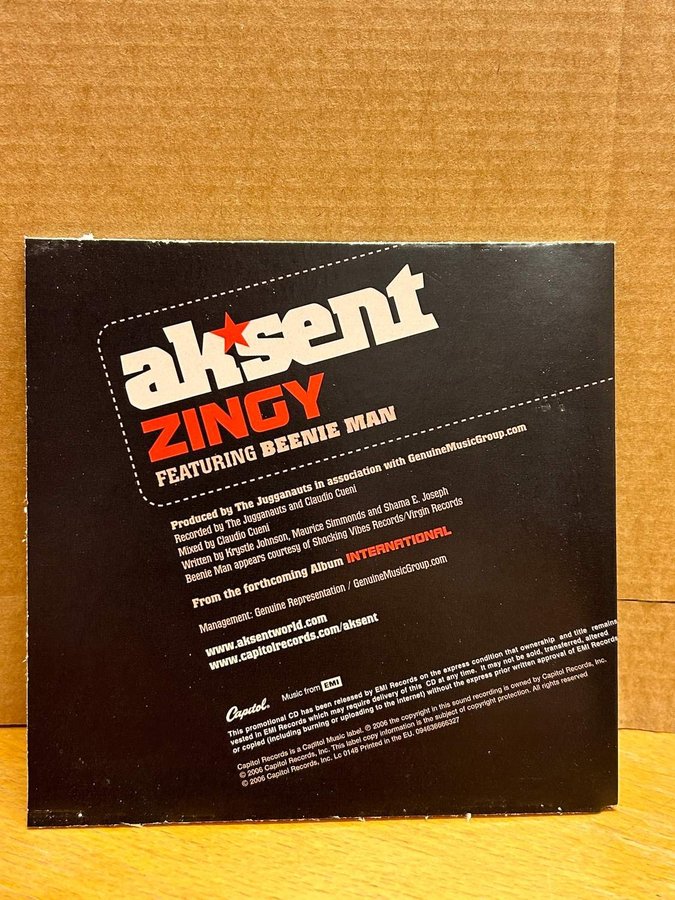 ak★sent
ZINGY
FEATURING BEENIE MAN
Produced by The Jugganauts in association with GenuineMusicGroup.com
Recorded by The Jugganauts and Claudio Cueni
Mixed by Claudio Cueni
Written by Krystle Johnson, Maurice Simmonds and Shama E. Joseph
Beenie Man appears courtesy of Shocking Vibes Records/Virgin Records
From the forthcoming Album INTERNATIONAL
Management: Genuine Representation / GenuineMusicGroup.com
www.aksentworld.com
www.capitolrecords.com/aksent
Capitol. Music from EMI
This promotional CD has been released by EMI Records on the express condition that ownership and title remains
vested in EMI Records which may require delivery of this CD at any time. It may not be sold, transferred, altered
or copied (including burning or uploading to the internet) without the express prior written approval of EMI Records
Capitol Records is a Capitol Music label. ℗ 2006 the copyright in this sound recording is owned by Capitol Records, Inc.
© 2006 Capitol Records, Inc. This label copy information is the subject of copyright protection. All rights reserved
© 2006 Capitol Records, Inc. Lc 0148 Printed in the EU. 094636666327